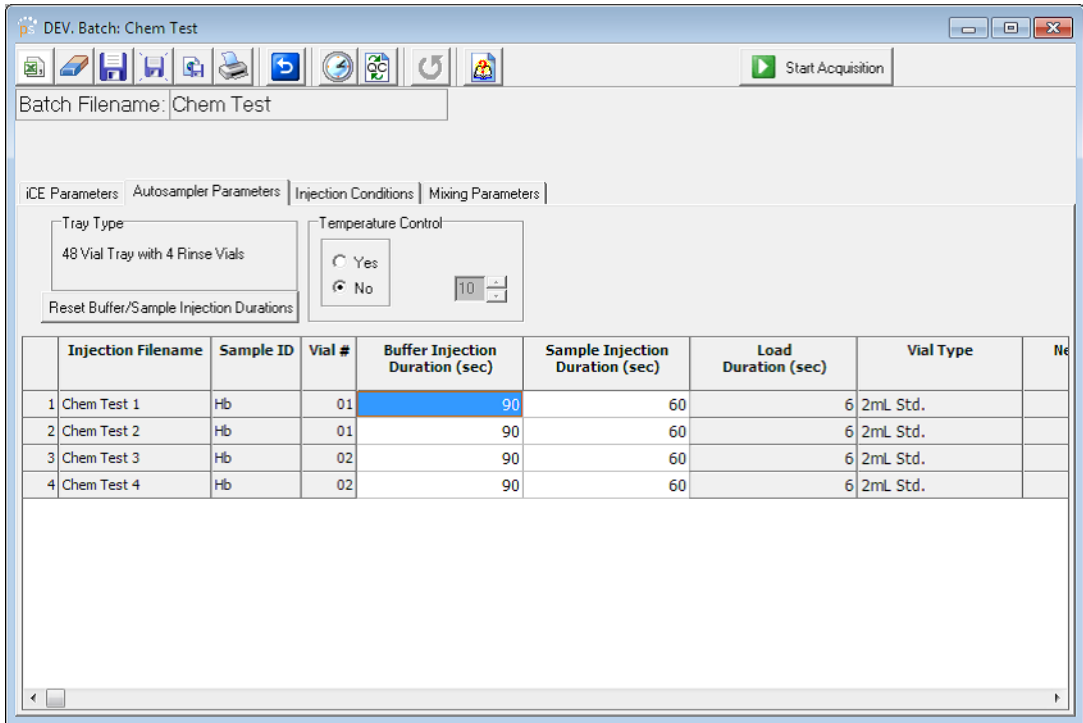 DEV. Batch: Chem Test
Start Acquisition
Batch Filename: Chem Test
iCE Parameters Autosampler Parameters Injection Conditions Mixing Parameters
Tray Type Temperature Control
48 Vial Tray with 4 Rinse Vials
Yes
No 10
Reset Buffer/Sample Injection Durations
Injection Filename Sample ID Vial # Buffer Injection Sample Injection Load Vial Type Ne
Duration (sec) Duration (sec) Duration (sec)
1 Chem Test 1 Hb 01 90 60 6 2mL Std.
2 Chem Test 2 Hb 01 90 60 6 2mL Std.
3 Chem Test 3 Hb 02 90 60 6 2mL Std.
4 Chem Test 4 Hb 02 90 60 6 2mL Std.